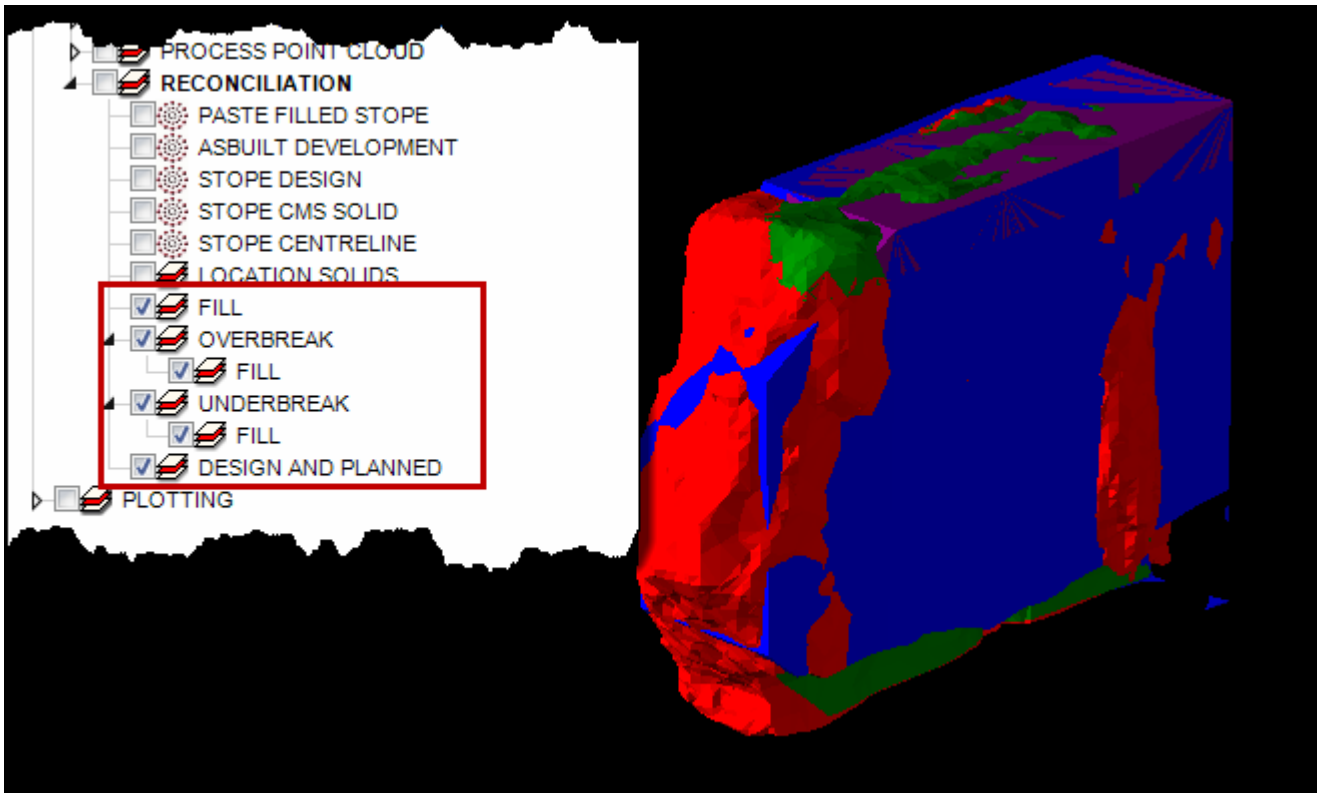 PROCESS POINT CLOUD
RECONCILIATION
PASTE FILLED STOPE
ASBUILT DEVELOPMENT
STOPE DESIGN
STOPE CMS SOLID
STOPE CENTRELINE
LOCATION SOLIDS
FILL
OVERBREAK
FILL
UNDERBREAK
FILL
DESIGN AND PLANNED
PLOTTING